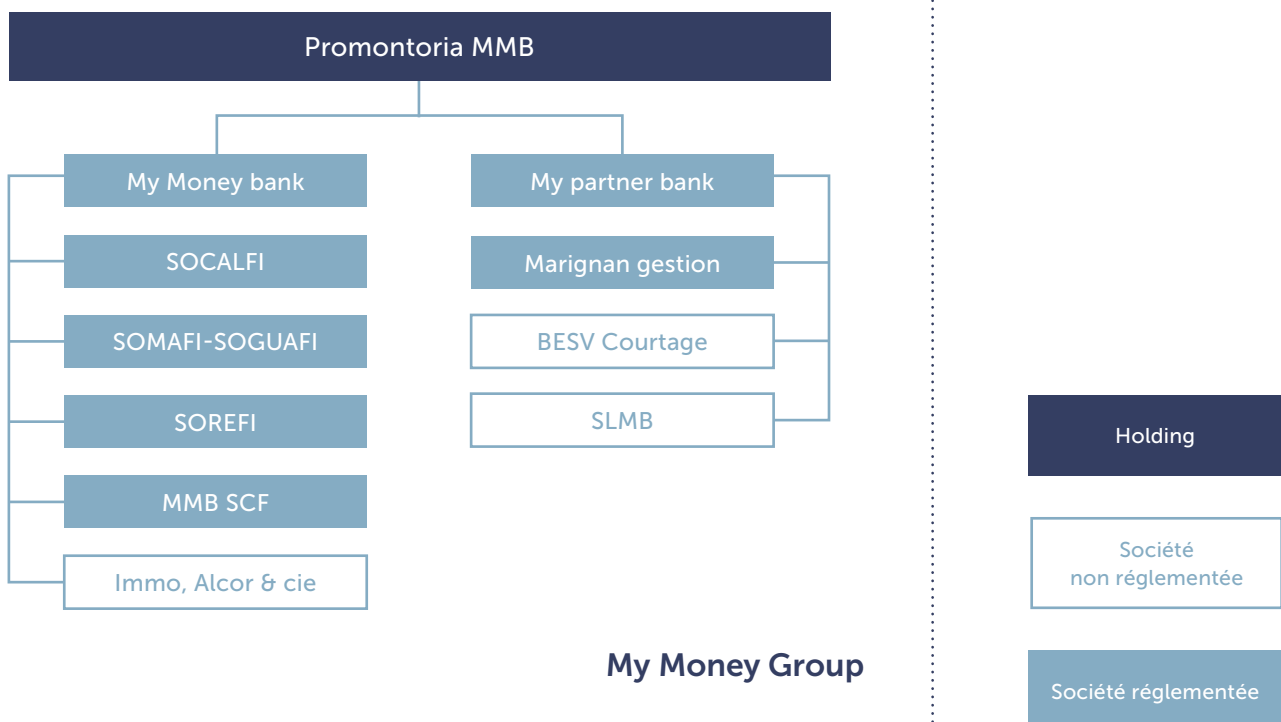 Promontoria MMB
My Money bank
SOCALFI
SOMAFI-SOGUAFI
SOREFI
MMB SCF
Immo, Alcor & cie
My partner bank
Marignan gestion
BESV Courtage
SLMB
My Money Group
Holding
Société
non réglementée
Société réglementée